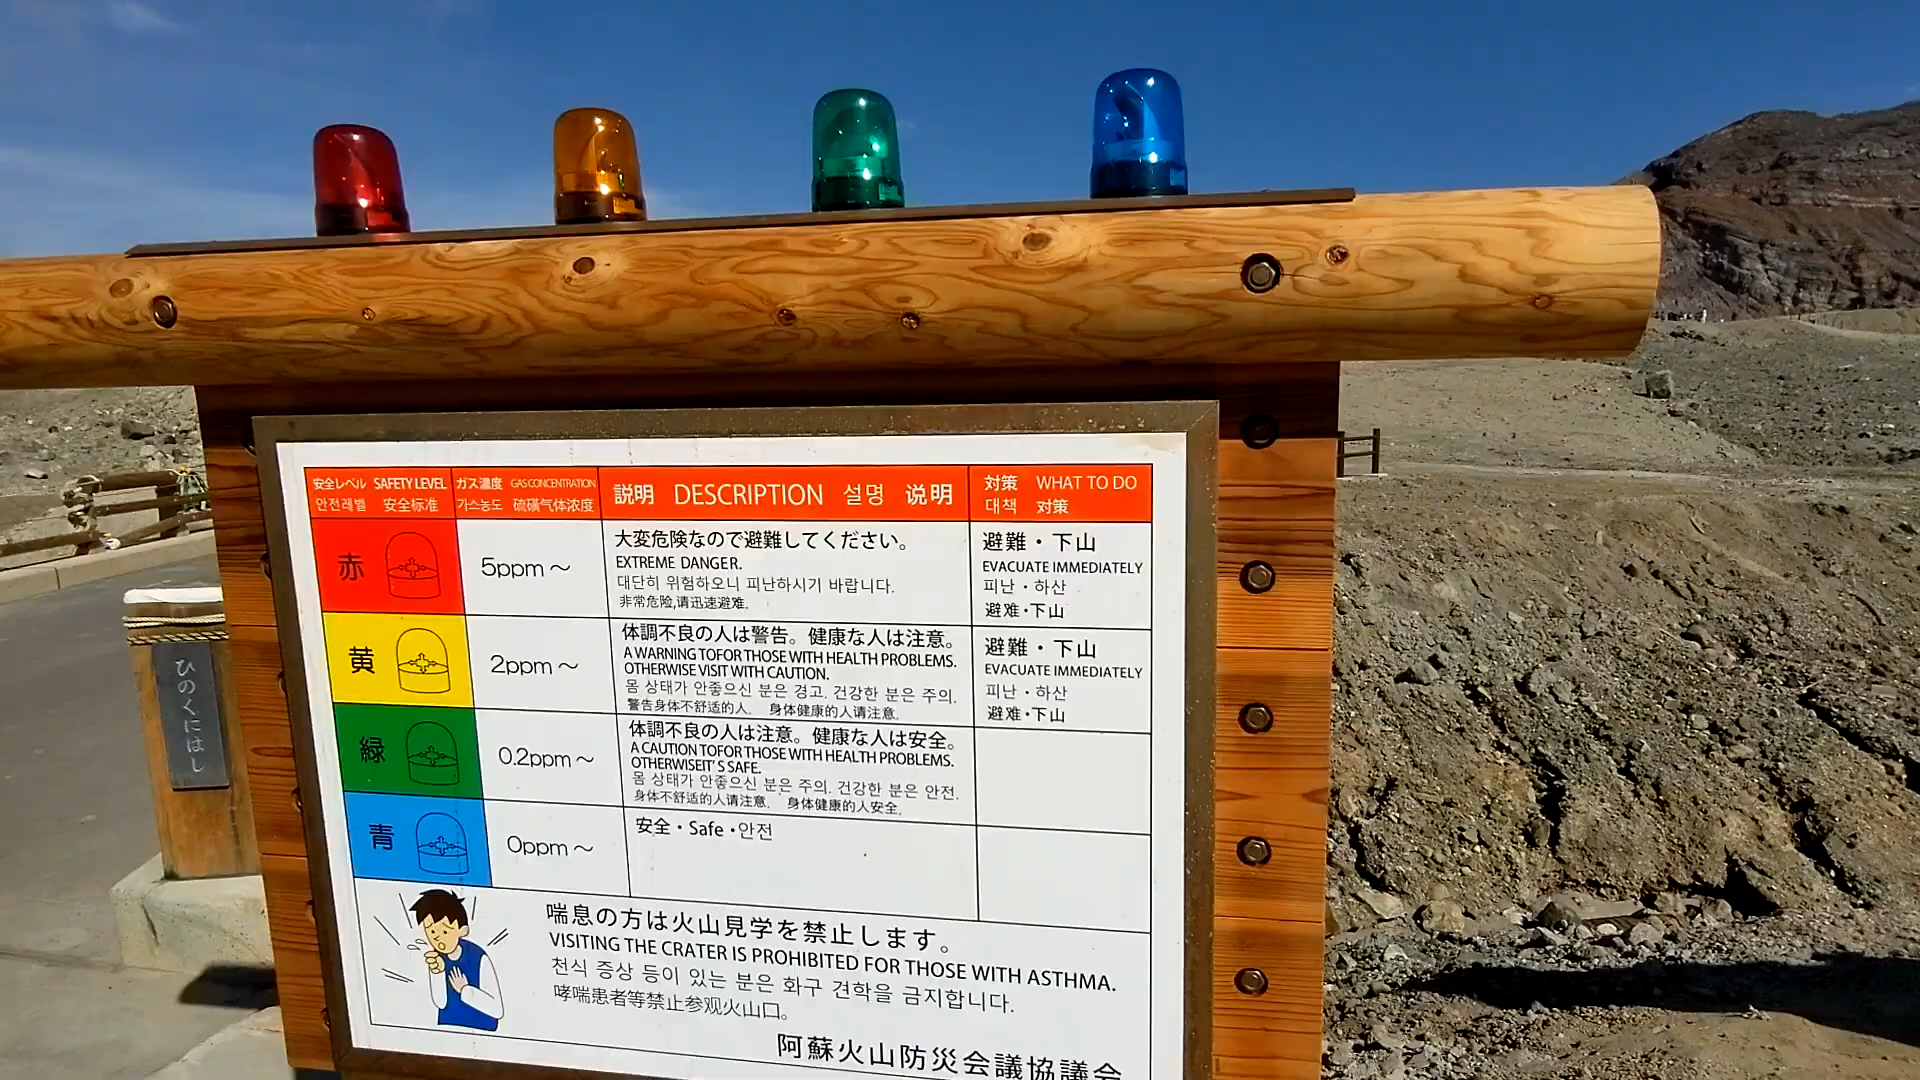 安全レベル SAFETY LEVEL
안전레벨 安全标准
ガス濃度 GAS CONCENTRATION
가스농도 硫磺气体浓度
説明 DESCRIPTION 설명 说明
対策 WHAT TO DO
대책 对策
赤
5ppm～
大変危険なので避難してください。
EXTREME DANGER.
대단히 위험하오니 피난하시기 바랍니다.
非常危险,请迅速避难.
避難・下山
EVACUATE IMMEDIATELY
피난・하산
避难・下山
黄
2ppm～
体調不良の人は警告。健康な人は注意。
A WARNING TOFOR THOSE WITH HEALTH PROBLEMS.
OTHERWISE VISIT WITH CAUTION.
몸 상태가 안좋으신 분은 경고. 건강한 분은 주의.
警告身体不舒适的人. 身体健康的人请注意.
避難・下山
EVACUATE IMMEDIATELY
피난・하산
避难・下山
緑
0.2ppm～
体調不良の人は注意。健康な人は安全。
A CAUTION TOFOR THOSE WITH HEALTH PROBLEMS.
OTHERWISEIT'S SAFE.
몸 상태가 안좋으신 분은 주의. 건강한 분은 안전.
身体不舒适的人请注意. 身体健康的人安全.
青
0ppm～
安全・Safe・안전
喘息の方は火山見学を禁止します。
VISITING THE CRATER IS PROHIBITED FOR THOSE WITH ASTHMA.
천식 증상 등이 있는 분은 화구 견학을 금지합니다.
哮喘患者等禁止参观火山口。
阿蘇火山防災会議協議会
ひのくにはし